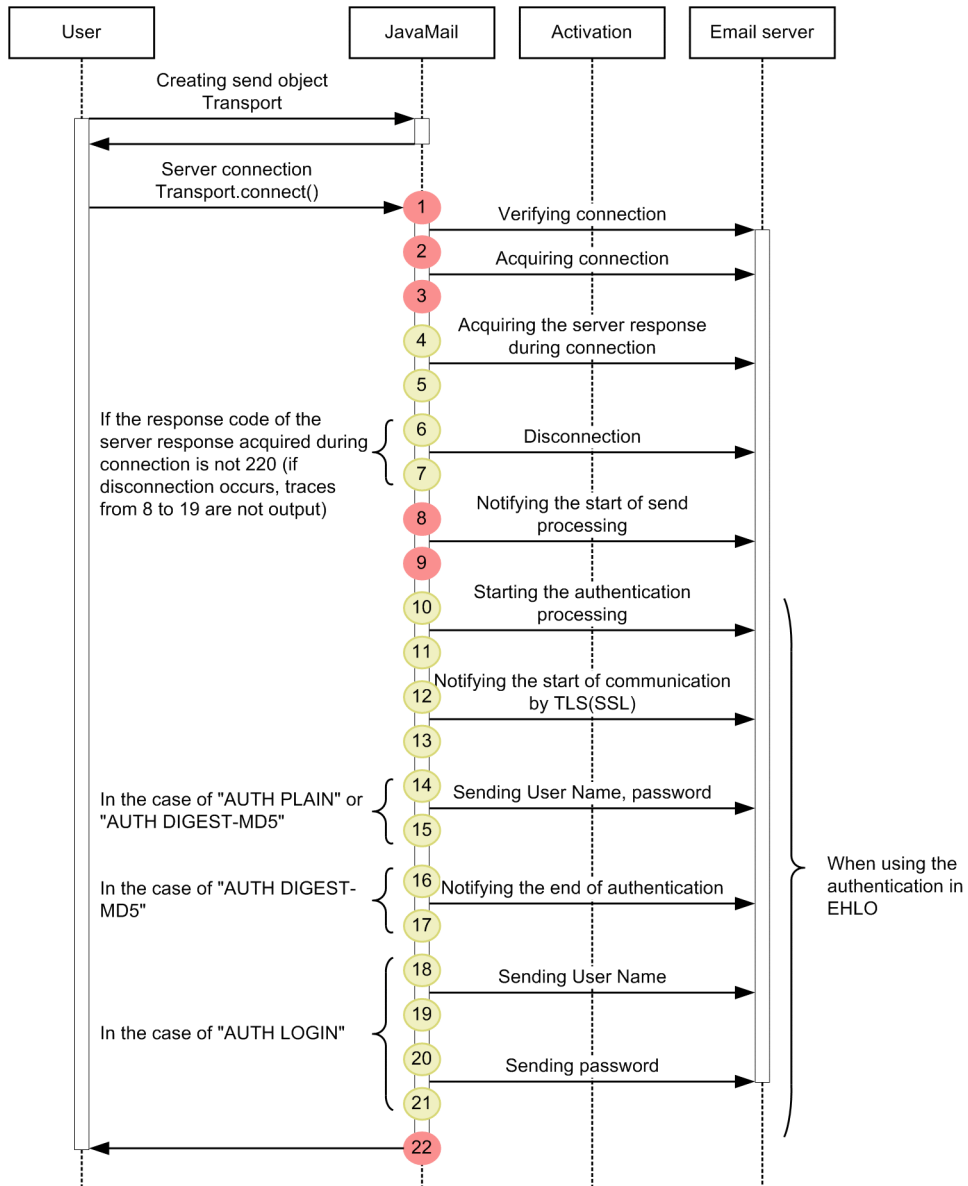 User
JavaMail
Activation
Email server
Creating send object
Transport
Server connection
Transport.connect()
1
Verifying connection
2
Acquiring connection
3
Acquiring the server response
during connection
4
5
If the response code of the
server response acquired during
connection is not 220 (if
disconnection occurs, traces
from 8 to 19 are not output)
6
Disconnection
7
Notifying the start of send
processing
8
9
Starting the authentication
processing
10
11
Notifying the start of communication
by TLS(SSL)
12
13
In the case of "AUTH PLAIN" or
"AUTH DIGEST-MD5"
14
Sending User Name, password
15
In the case of "AUTH DIGEST-
MD5"
16
Notifying the end of authentication
17
When using the
authentication in
EHLO
18
Sending User Name
19
In the case of "AUTH LOGIN"
20
Sending password
21
22